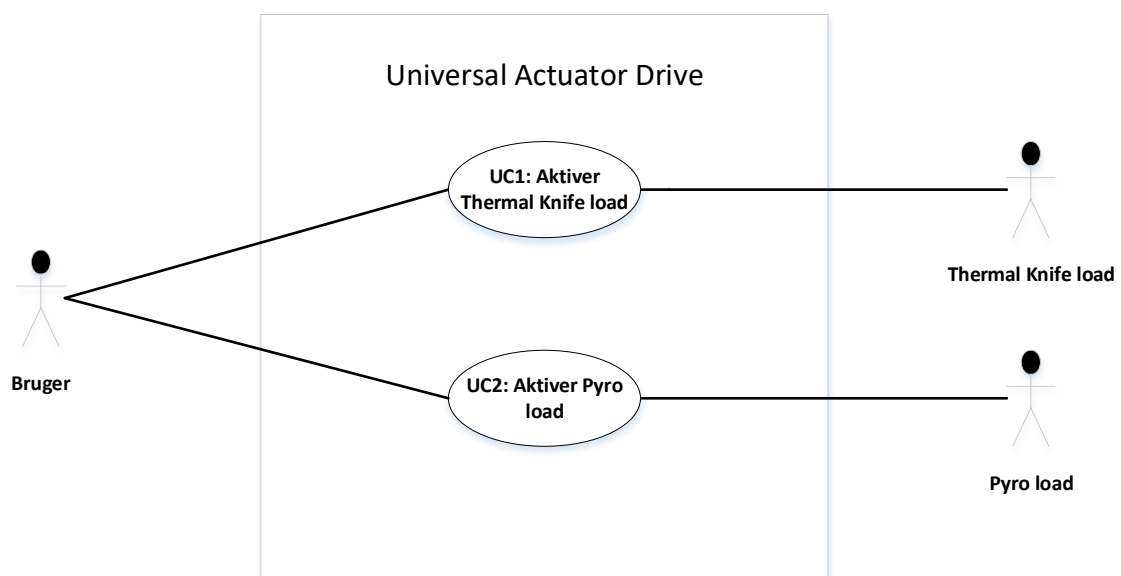 Universal Actuator Drive
UC1: Aktiver
Thermal Knife load
Thermal Knife load
Bruger
UC2: Aktiver Pyro
load
Pyro load